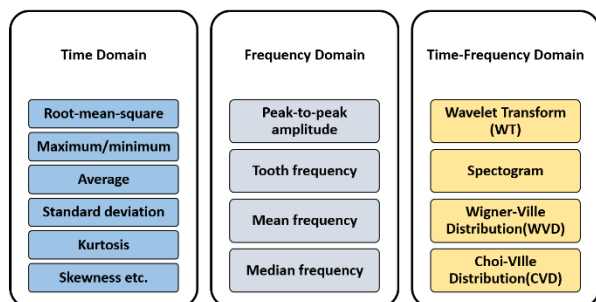 Time Domain
Root-mean-square
Maximum/minimum
Average
Standard deviation
Kurtosis
Skewness etc.
Frequency Domain
Peak-to-peak
amplitude
Tooth frequency
Mean frequency
Median frequency
Time-Frequency Domain
Wavelet Transform
(WT)
Spectogram
Wigner-Ville
Distribution(WVD)
Choi-VIlle
Distribution(CVD)